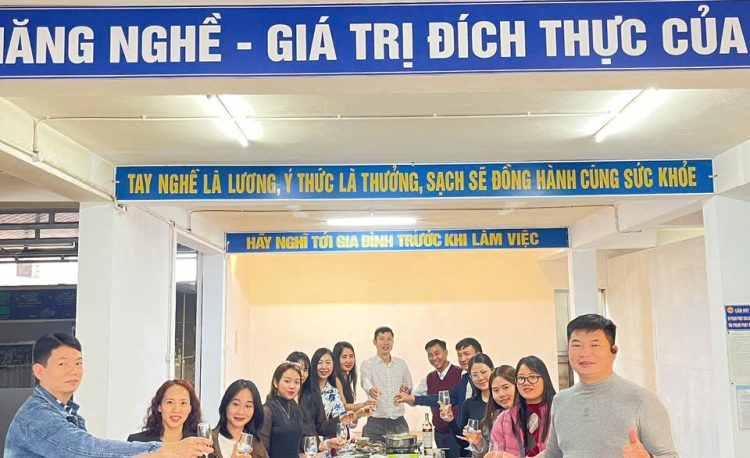 NĂNG NGHỀ - GIÁ TRỊ ĐÍCH THỰC CỦA
TAY NGHỀ LÀ LƯƠNG, Ý THỨC LÀ THƯỞNG, SẠCH SẼ ĐỒNG HÀNH CÙNG SỨC KHỎE
HÃY NGHĨ TỚI GIA ĐÌNH TRƯỚC KHI LÀM VIỆC